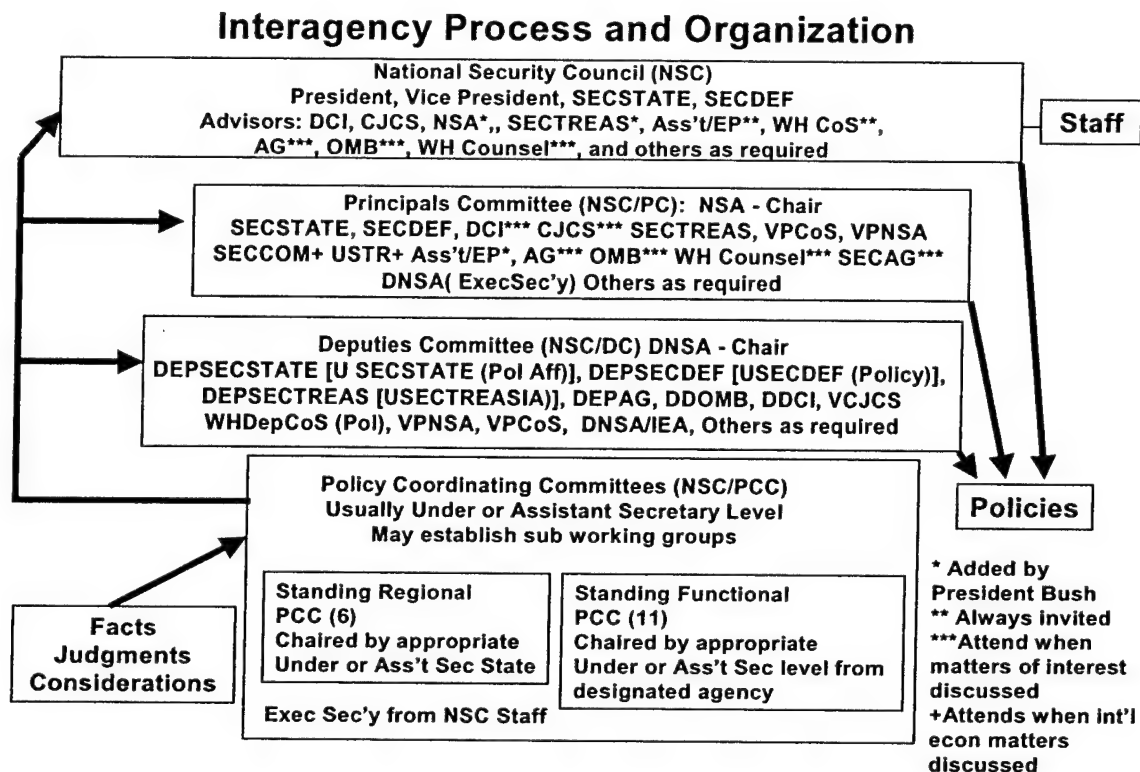 Interagency Process and Organization
National Security Council (NSC)
President, Vice President, SECSTATE, SECDEF
Advisors: DCI, CJCS, NSA*,, SECTREAS*, Ass't/EP**, WH CoS**,
AG***, OMB***, WH Counsel***, and others as required
Staff
Principals Committee (NSC/PC): NSA - Chair
SECSTATE, SECDEF, DCI*** CJCS*** SECTREAS, VPCoS, VPNSA
SECCOM+ USTR+ Ass't/EP*, AG*** OMB*** WH Counsel*** SECAG***
DNSA( ExecSec'y) Others as required
Deputies Committee (NSC/DC) DNSA - Chair
DEPSECSTATE [U SECSTATE (Pol Aff)], DEPSECDEF [USECDEF (Policy)],
DEPSECTREAS [USECTREASIA)], DEPAG, DDOMB, DDCI, VCJCS
WHDepCoS (Pol), VPNSA, VPCoS, DNSA/IEA, Others as required
Policy Coordinating Committees (NSC/PCC)
Usually Under or Assistant Secretary Level
May establish sub working groups
Standing Regional
PCC (6)
Chaired by appropriate
Under or Ass't Sec State
Standing Functional
PCC (11)
Chaired by appropriate
Under or Ass't Sec level from
designated agency
Exec Sec'y from NSC Staff
Facts
Judgments
Considerations
Policies
* Added by
President Bush
** Always invited
***Attend when
matters of interest
discussed
+Attends when int'l
econ matters
discussed